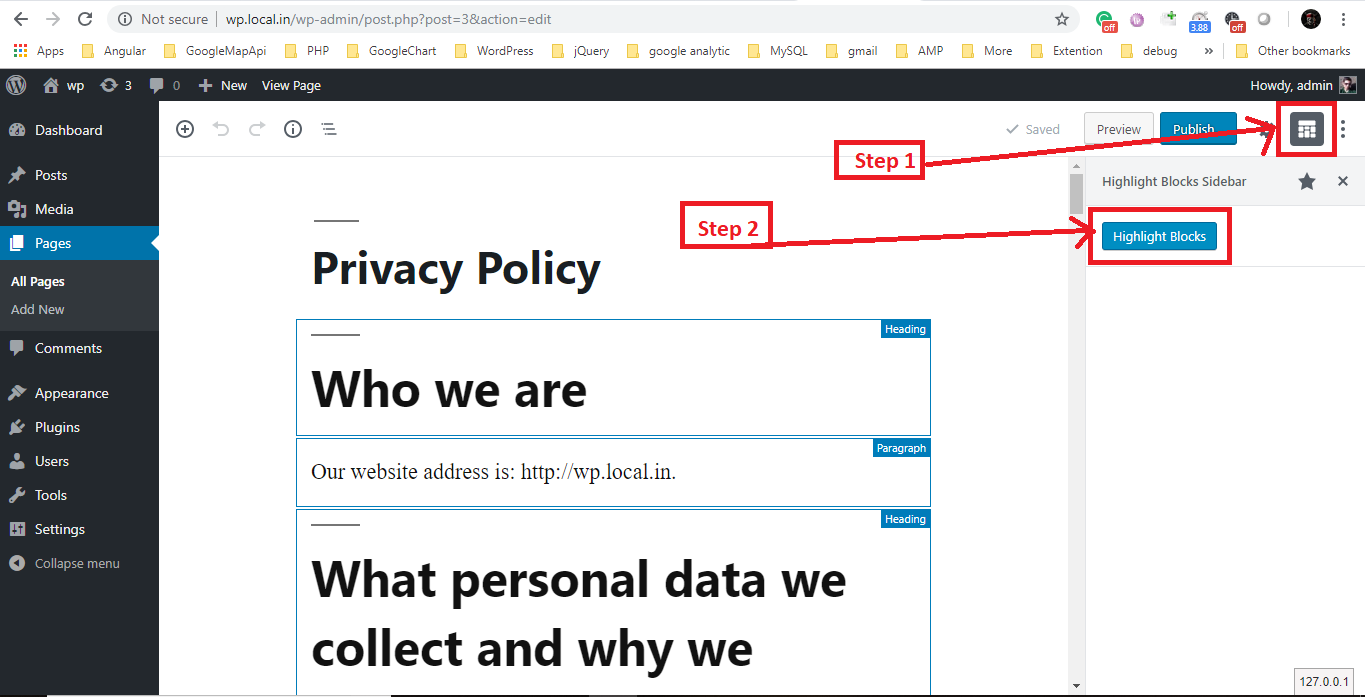 Not secure | wp.local.in/wp-admin/post.php?post=3&action=edit
off
3.88
off
Apps Angular GoogleMapApi PHP GoogleChart WordPress jQuery google analytic MySQL gmail AMP More Extention debug » Other bookmarks
wp 3 0 New View Page Howdy, admin
Dashboard
Posts
Media
Pages
All Pages
Add New
Comments
Appearance
Plugins
Users
Tools
Settings
Collapse menu
Saved Preview Publish...
Step 1
Highlight Blocks Sidebar
Step 2
Highlight Blocks
Privacy Policy
Heading
Who we are
Paragraph
Our website address is: http://wp.local.in.
Heading
What personal data we
collect and why we
127.0.0.1